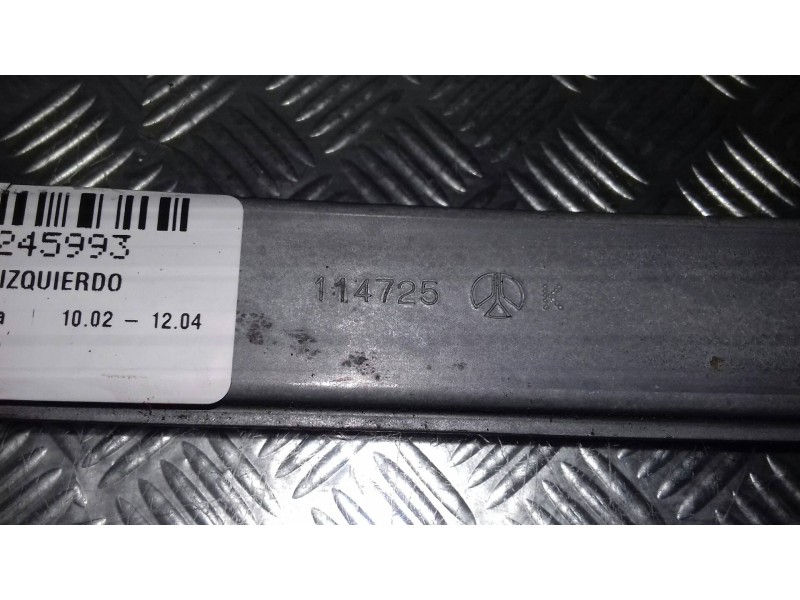 245993
IZQUIERDO
a | 10.02 – 12.04
114725 K